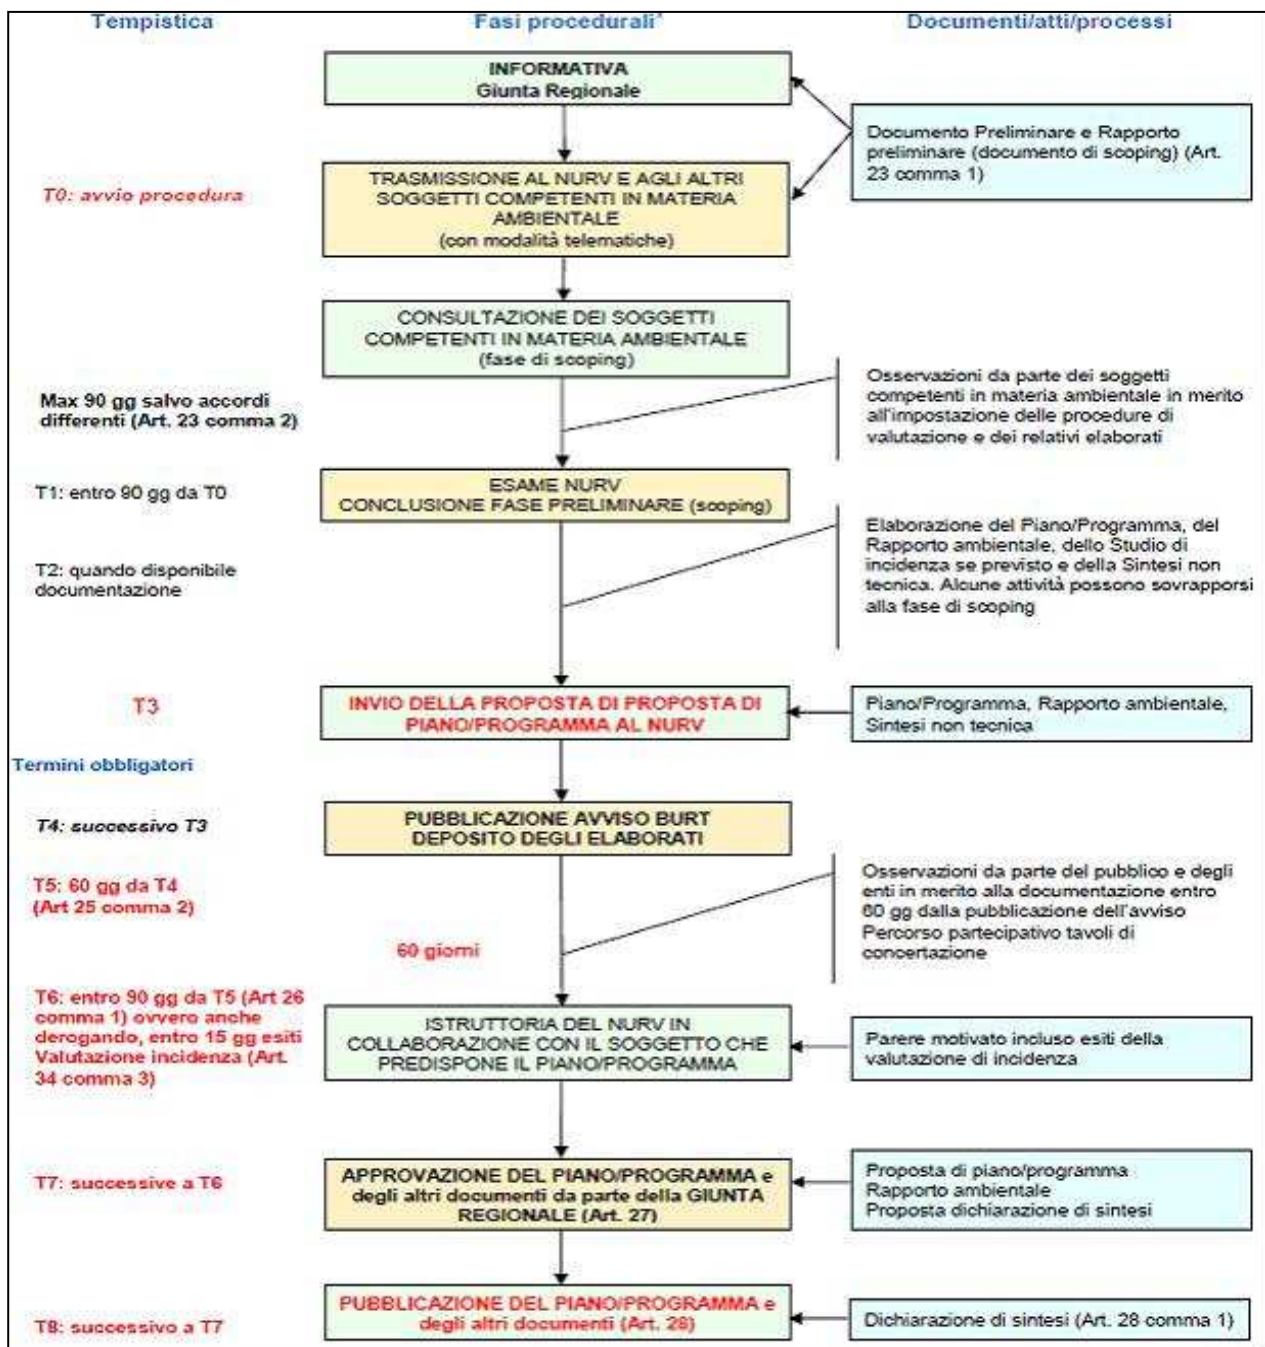 Tempistica
Fasi procedurali*
Documenti/atti/processi
INFORMATIVA
Giunta Regionale
Documento Preliminare e Rapporto
preliminare (documento di scoping) (Art.
23 comma 1)
T0: avvio procedura
TRASMISSIONE AL NURV E AGLI ALTRI
SOGGETTI COMPETENTI IN MATERIA
AMBIENTALE
(con modalità telematiche)
CONSULTAZIONE DEI SOGGETTI
COMPETENTI IN MATERIA AMBIENTALE
(fase di scoping)
Max 90 gg salvo accordi
differenti (Art. 23 comma 2)
Osservazioni da parte dei soggetti
competenti in materia ambientale in merito
all'impostazione delle procedure di
valutazione e dei relativi elaborati
T1: entro 90 gg da T0
ESAME NURV
CONCLUSIONE FASE PRELIMINARE (scoping)
T2: quando disponibile
documentazione
Elaborazione del Piano/Programma, del
Rapporto ambientale, dello Studio di
incidenza se previsto e della Sintesi non
tecnica. Alcune attività possono sovrapporsi
alla fase di scoping
T3
INVIO DELLA PROPOSTA DI PROPOSTA DI
PIANO/PROGRAMMA AL NURV
Piano/Programma, Rapporto ambientale,
Sintesi non tecnica
Termini obbligatori
T4: successivo T3
PUBBLICAZIONE AVVISO BURT
DEPOSITO DEGLI ELABORATI
T5: 60 gg da T4
(Art 25 comma 2)
60 giorni
Osservazioni da parte del pubblico e degli
enti in merito alla documentazione entro
60 gg dalla pubblicazione dell'avviso
Percorso partecipativo tavoli di
concertazione
T6: entro 90 gg da T5 (Art 26
comma 1) ovvero anche
derogando, entro 15 gg esiti
Valutazione incidenza (Art.
34 comma 3)
ISTRUTTORIA DEL NURV IN
COLLABORAZIONE CON IL SOGGETTO CHE
PREDISPONE IL PIANO/PROGRAMMA
Parere motivato incluso esiti della
valutazione di incidenza
T7: successive a T6
APPROVAZIONE DEL PIANO/PROGRAMMA e
degli altri documenti da parte della GIUNTA
REGIONALE (Art. 27)
Proposta di piano/programma
Rapporto ambientale
Proposta dichiarazione di sintesi
T8: successivo a T7
PUBBLICAZIONE DEL PIANO/PROGRAMMA e
degli altri documenti (Art. 28)
Dichiarazione di sintesi (Art. 28 comma 1)